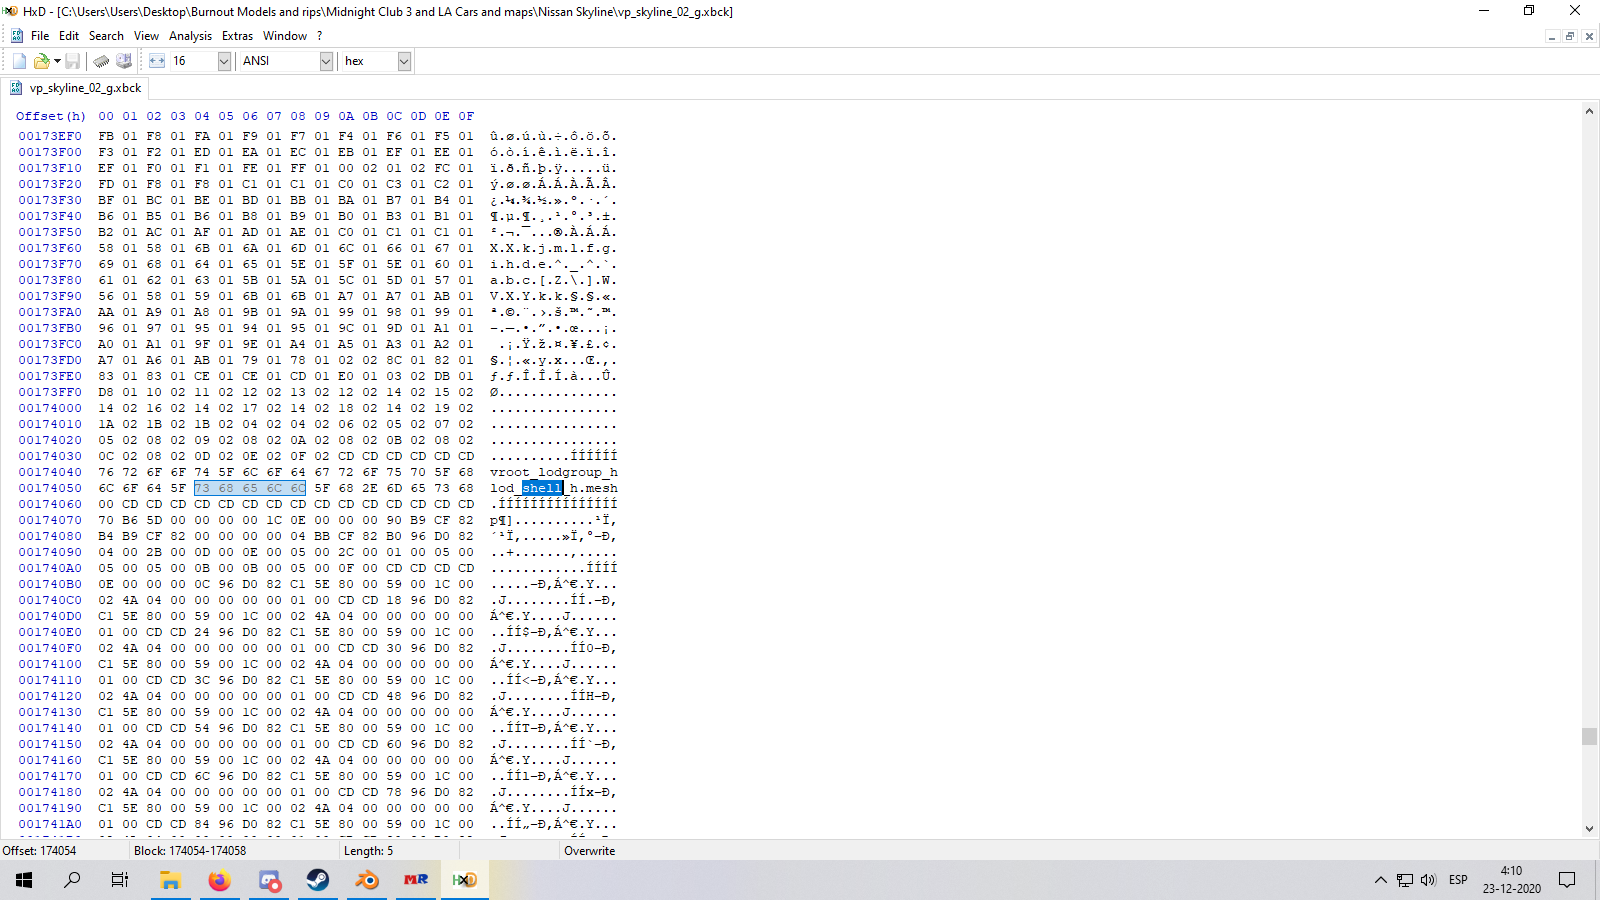 HxD - [C:\Users\Users\Desktop\Burnout Models and rips\Midnight Club 3 and LA Cars and maps\Nissan Skyline\vp_skyline_02_g.xbck]
File Edit Search View Analysis Extras Window ?
16 ANSI hex
vp_skyline_02_g.xbck
Offset(h) 00 01 02 03 04 05 06 07 08 09 0A 0B 0C 0D 0E 0F
00173EF0 FB 01 F8 01 FA 01 F9 01 F7 01 F4 01 F6 01 F5 01 û.ø.ú.ù.÷.ô.ö.õ.
00173F00 F3 01 F2 01 ED 01 EA 01 EC 01 EB 01 EF 01 EE 01 ó.ò.í.ê.ì.ë.ï.î.
00173F10 EF 01 F0 01 F1 01 FE 01 FF 01 00 02 01 02 FC 01 ï.ð.ñ.þ.ÿ.....ü.
00173F20 FD 01 F8 01 F8 01 C1 01 C1 01 C0 01 C3 01 C2 01 ý.ø.ø.Á.Á.À.Ã.Â.
00173F30 BF 01 BC 01 BE 01 BD 01 BB 01 BA 01 B7 01 B4 01 ¿.¼.¾.½.».º.·.´.
00173F40 B6 01 B5 01 B6 01 B8 01 B9 01 B0 01 B3 01 B1 01 ¶.µ.¶.¸.¹.°.³.±.
00173F50 B2 01 AC 01 AF 01 AD 01 AE 01 C0 01 C1 01 C1 01 ².¬.¯...®.À.Á.Á.
00173F60 58 01 58 01 6B 01 6A 01 6D 01 6C 01 66 01 67 01 X.X.k.j.m.l.f.g.
00173F70 69 01 68 01 64 01 65 01 5E 01 5F 01 5E 01 60 01 i.h.d.e.^._.^.`.
00173F80 61 01 62 01 63 01 5B 01 5A 01 5C 01 5D 01 57 01 a.b.c.[.Z.\.].W.
00173F90 56 01 58 01 59 01 6B 01 6B 01 A7 01 A7 01 AB 01 V.X.Y.k.k.§.§.«.
00173FA0 AA 01 A9 01 A8 01 9B 01 9A 01 99 01 98 01 99 01 ª.©.¨.›.š.™.˜.™.
00173FB0 96 01 97 01 95 01 94 01 95 01 9C 01 9D 01 A1 01 –.—.•.”.•.œ...¡.
00173FC0 A0 01 A1 01 9F 01 9E 01 A4 01 A5 01 A3 01 A2 01 .¡.Ÿ.ž.¤.¥.£.¢.
00173FD0 A7 01 A6 01 AB 01 79 01 78 01 02 02 8C 01 82 01 §.¦.«.y.x...Œ.‚.
00173FE0 83 01 83 01 CE 01 CE 01 CD 01 E0 01 03 02 DB 01 ƒ.ƒ.Î.Î.Í.à...Û.
00173FF0 D8 01 10 02 11 02 12 02 13 02 12 02 14 02 15 02 Ø...............
00174000 14 02 16 02 14 02 17 02 14 02 18 02 14 02 19 02 ................
00174010 1A 02 1B 02 1B 02 04 02 04 02 06 02 05 02 07 02 ................
00174020 05 02 08 02 09 02 08 02 0A 02 08 02 0B 02 08 02 ................
00174030 0C 02 08 02 0D 02 0E 02 0F 02 CD CD CD CD CD CD ..........ÍÍÍÍÍÍ
00174040 76 72 6F 6F 74 5F 6C 6F 64 67 72 6F 75 70 5F 68 vroot_lodgroup_h
00174050 6C 6F 64 5F 73 68 65 6C 6C 5F 68 2E 6D 65 73 68 lod_shell_h.mesh
00174060 00 CD CD CD CD CD CD CD CD CD CD CD CD CD CD CD .ÍÍÍÍÍÍÍÍÍÍÍÍÍÍÍ
00174070 70 B6 5D 00 00 00 00 1C 0E 00 00 00 90 B9 CF 82 p¶]..........¹Ï‚
00174080 B4 B9 CF 82 00 00 00 00 04 BB CF 82 B0 96 D0 82 ´¹Ï‚.....»Ï‚°–Ð‚
00174090 04 00 2B 00 0D 00 0E 00 05 00 2C 00 01 00 05 00 ..+.......,.....
001740A0 05 00 05 00 0B 00 0B 00 05 00 0F 00 CD CD CD CD ............ÍÍÍÍ
001740B0 0E 00 00 00 0C 96 D0 82 C1 5E 80 00 59 00 1C 00 .....–Ð‚Á^€.Y...
001740C0 02 4A 04 00 00 00 00 00 01 00 CD CD 18 96 D0 82 .J........ÍÍ.–Ð‚
001740D0 C1 5E 80 00 59 00 1C 00 02 4A 04 00 00 00 00 00 Á^€.Y....J......
001740E0 01 00 CD CD 24 96 D0 82 C1 5E 80 00 59 00 1C 00 ..ÍÍ$–Ð‚Á^€.Y...
001740F0 02 4A 04 00 00 00 00 00 01 00 CD CD 30 96 D0 82 .J........ÍÍ0–Ð‚
00174100 C1 5E 80 00 59 00 1C 00 02 4A 04 00 00 00 00 00 Á^€.Y....J......
00174110 01 00 CD CD 3C 96 D0 82 C1 5E 80 00 59 00 1C 00 ..ÍÍ<–Ð‚Á^€.Y...
00174120 02 4A 04 00 00 00 00 00 01 00 CD CD 48 96 D0 82 .J........ÍÍH–Ð‚
00174130 C1 5E 80 00 59 00 1C 00 02 4A 04 00 00 00 00 00 Á^€.Y....J......
00174140 01 00 CD CD 54 96 D0 82 C1 5E 80 00 59 00 1C 00 ..ÍÍT–Ð‚Á^€.Y...
00174150 02 4A 04 00 00 00 00 00 01 00 CD CD 60 96 D0 82 .J........ÍÍ`–Ð‚
00174160 C1 5E 80 00 59 00 1C 00 02 4A 04 00 00 00 00 00 Á^€.Y....J......
00174170 01 00 CD CD 6C 96 D0 82 C1 5E 80 00 59 00 1C 00 ..ÍÍl–Ð‚Á^€.Y...
00174180 02 4A 04 00 00 00 00 00 01 00 CD CD 78 96 D0 82 .J........ÍÍx–Ð‚
00174190 C1 5E 80 00 59 00 1C 00 02 4A 04 00 00 00 00 00 Á^€.Y....J......
001741A0 01 00 CD CD 84 96 D0 82 C1 5E 80 00 59 00 1C 00 ..ÍÍ„–Ð‚Á^€.Y...
Offset: 174054 Block: 174054-174058 Length: 5 Overwrite
MR HxD ESP 4:10
23-12-2020